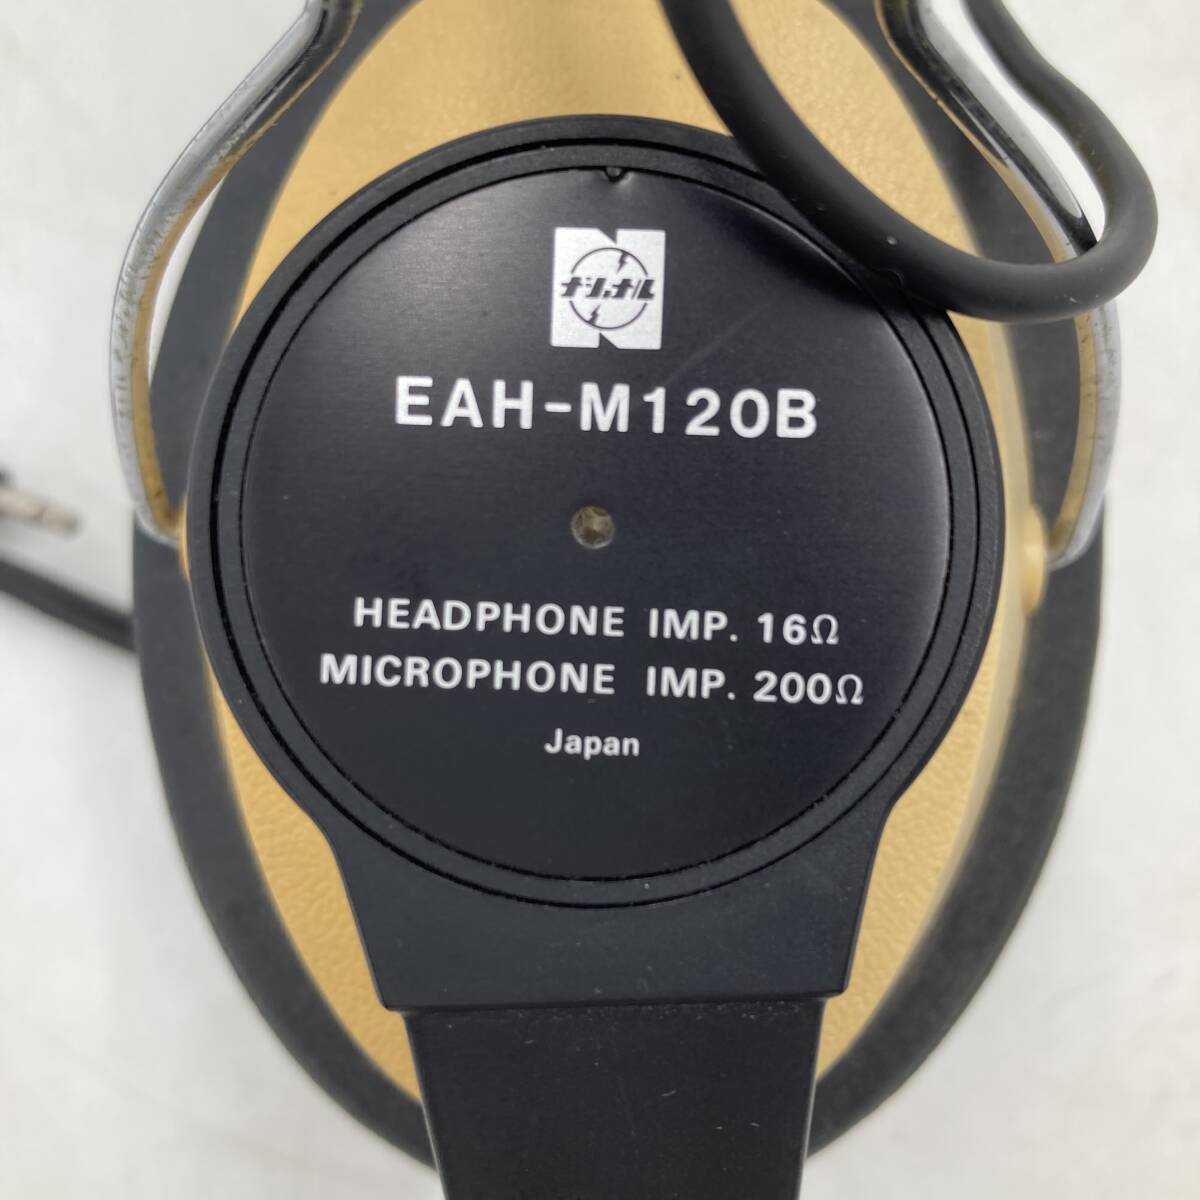 ナショナル
EAH-M120B
HEADPHONE IMP. 16Ω
MICROPHONE IMP. 200Ω
Japan